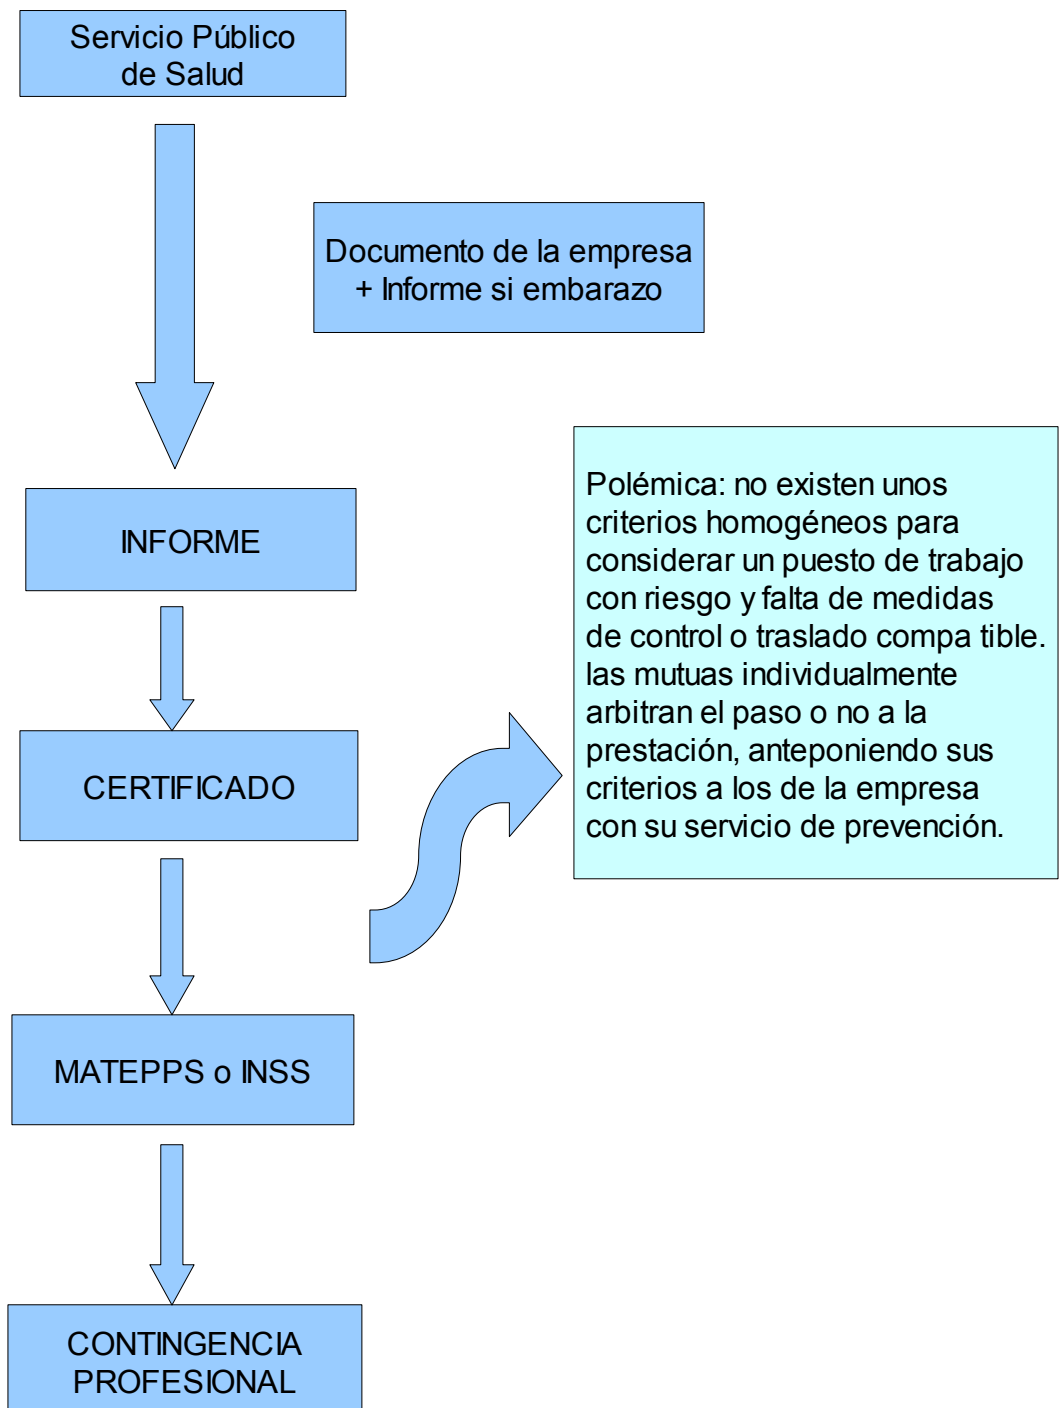 Servicio Público
de Salud
Documento de la empresa
+ Informe si embarazo
INFORME
Polémica: no existen unos
criterios homogéneos para
considerar un puesto de trabajo
con riesgo y falta de medidas
de control o traslado compa tible.
las mutuas individualmente
arbitran el paso o no a la
prestación, anteponiendo sus
criterios a los de la empresa
con su servicio de prevención.
CERTIFICADO
MATEPPS o INSS
CONTINGENCIA
PROFESIONAL